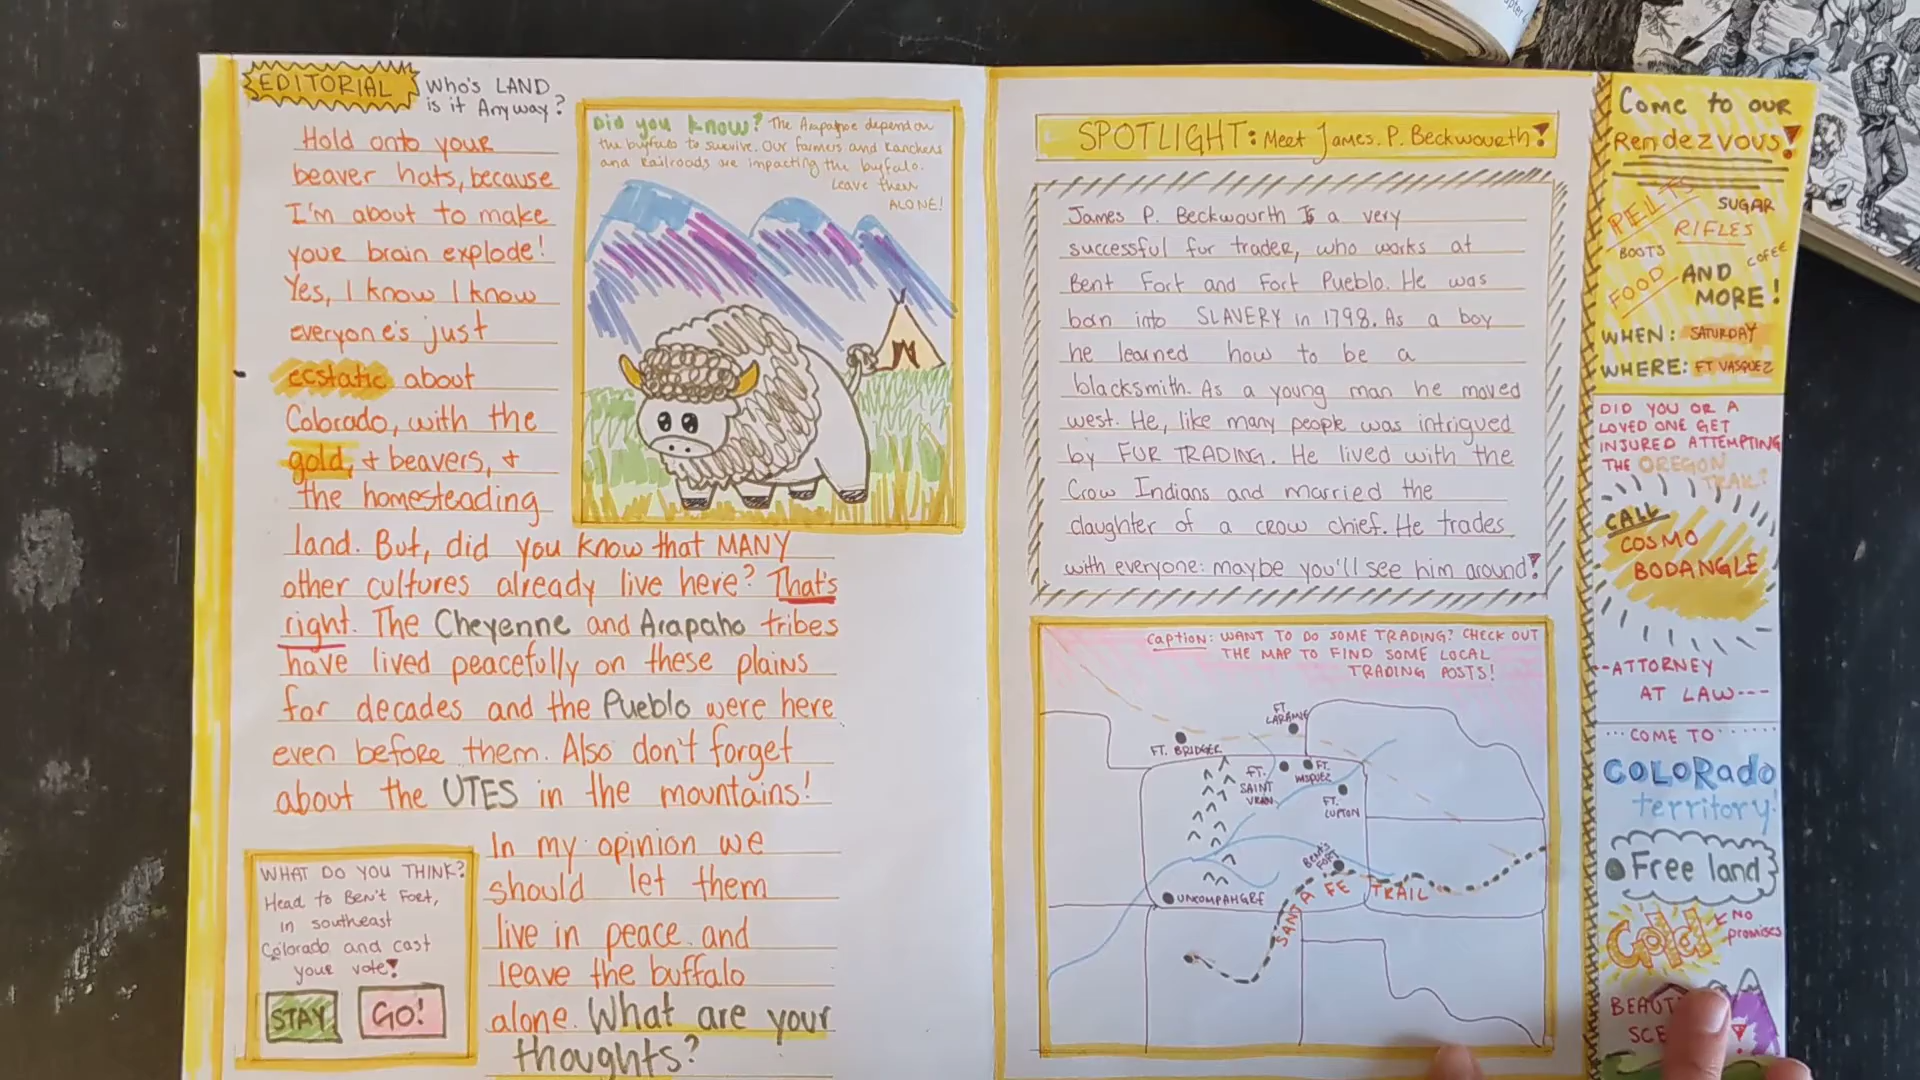 EDITORIAL
Who's LAND
is it Anyway?
Hold onto your
beaver hats, because
I'm about to make
your brain explode!
Yes, I know I know
everyone's just
ecstatic about
Colorado, with the
gold, + beavers, +
the homesteading
land. But, did you know that MANY
other cultures already live here? That's
right. The Cheyenne and Arapaho tribes
have lived peacefully on these plains
for decades and the Pueblo were here
even before them. Also don't forget
about the UTES in the mountains!
In my opinion we
should let them
live in peace and
leave the buffalo
alone. What are your
thoughts?
Did you know? The Arapahoe depend on
the buffalo to survive. Our farmers and ranchers
and railroads are impacting the buffalo.
Leave them
ALONE!
WHAT DO YOU THINK?
Head to Ben't Fort,
in southeast
Colorado and cast
your vote!
STAY
GO!
SPOTLIGHT: Meet James. P. Beckwourth!
James P. Beckwourth Is a very
successful fur trader, who works at
Bent Fort and Fort Pueblo. He was
born into SLAVERY in 1798. As a boy
he learned how to be a
blacksmith. As a young man he moved
west. He, like many people was intrigued
by FUR TRADING. He lived with the
Crow Indians and married the
daughter of a crow chief. He trades
with everyone: maybe you'll see him around!
Caption: WANT TO DO SOME TRADING? CHECK OUT
THE MAP TO FIND SOME LOCAL
TRADING POSTS!
FT.
LARAMIE
FT. BRIDGER
FT.
SAINT
VRAN
FT.
VASQUEZ
FT.
LUPTON
BENT'S
FORT
UNCOMPAHGRE
SANTA FE TRAIL
Come to our
Rendezvous!
PELTS
SUGAR
RIFLES
BOOTS
COFEE
FOOD
AND
MORE!
WHEN: SATURDAY
WHERE: FT VASQUEZ
DID YOU OR A
LOVED ONE GET
INJURED ATTEMPTING
THE OREGON
TRAIL?
CALL
COSMO
BODANGLE
--ATTORNEY
AT LAW---
...COME TO......
COLORADO
territory!
Free land
Gold
NO
promises
BEAUTI
SCE